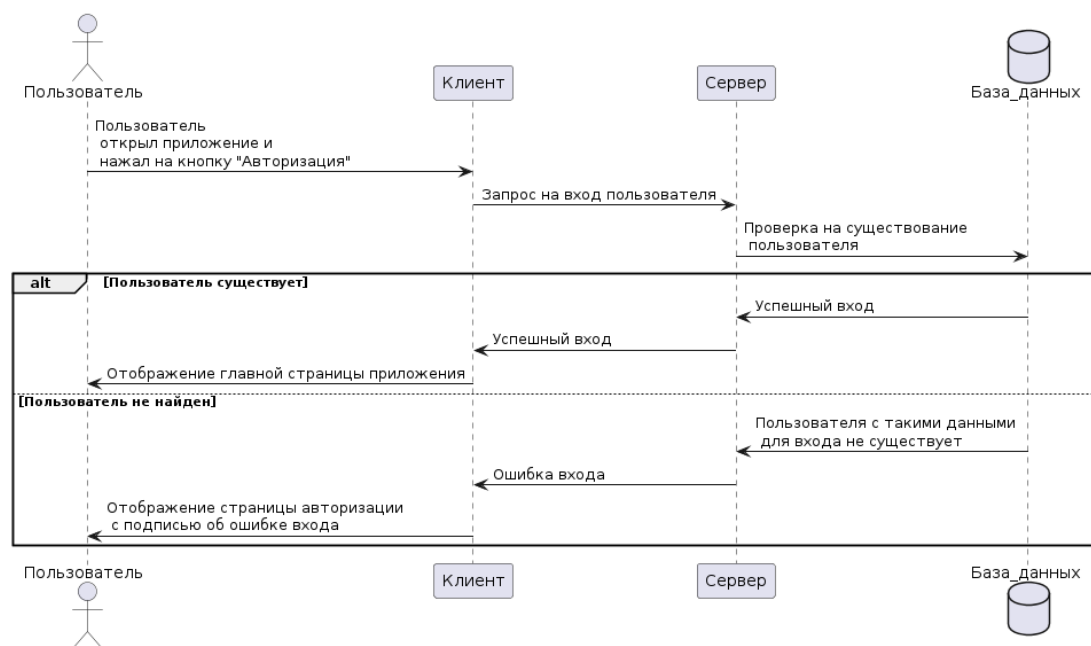 Пользователь
Клиент
Сервер
База_данных
Пользователь
открыл приложение и
нажал на кнопку "Авторизация"
Запрос на вход пользователя
Проверка на существование
пользователя
alt
[Пользователь существует]
Успешный вход
Успешный вход
Отображение главной страницы приложения
[Пользователь не найден]
Пользователя с такими данными
для входа не существует
Ошибка входа
Отображение страницы авторизации
с подписью об ошибке входа
Пользователь
Клиент
Сервер
База_данных